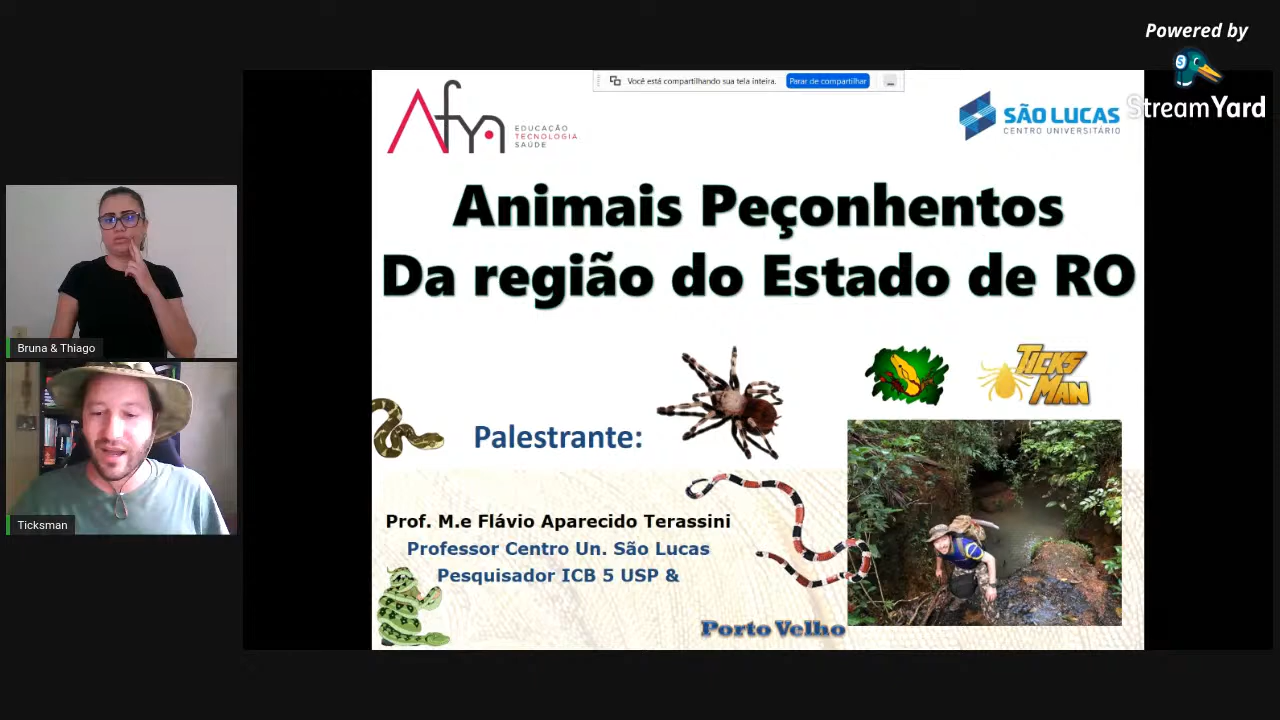 Powered by
StreamYard
Você está compartilhando sua tela inteira.
Parar de compartilhar
Afya
EDUCAÇÃO
TECNOLOGIA
SAÚDE
SÃO LUCAS
CENTRO UNIVERSITÁRIO
Animais Peçonhentos
Da região do Estado de RO
TICKS
MAN
Palestrante:
Prof. M.e Flávio Aparecido Terassini
Professor Centro Un. São Lucas
Pesquisador ICB 5 USP &
Porto Velho
Bruna & Thiago
Ticksman